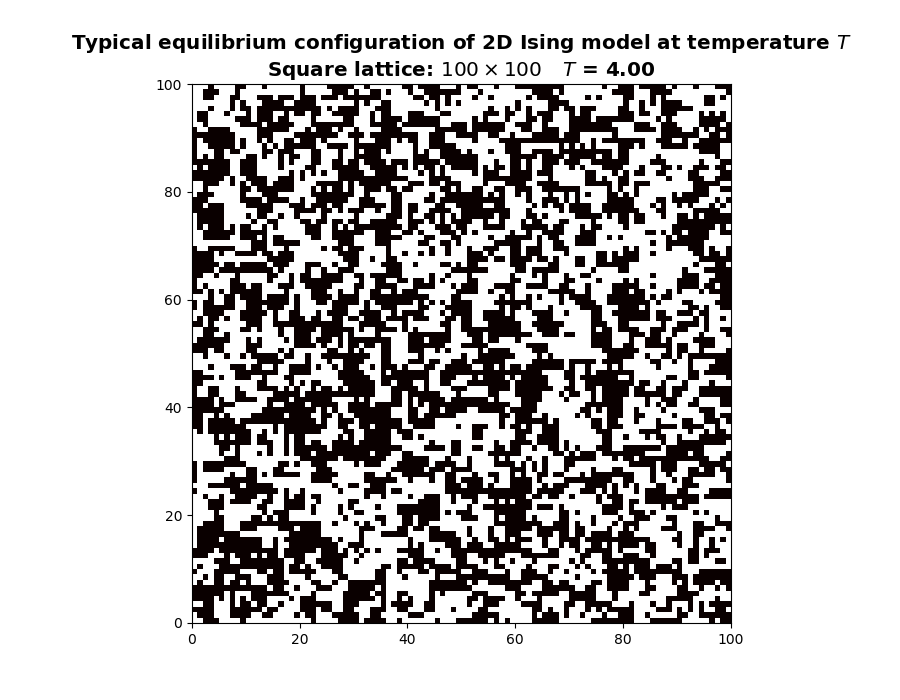 Typical equilibrium configuration of 2D Ising model at temperature T
Square lattice: 100 × 100 T = 4.00
100
80
60
40
20
0
0 20 40 60 80 100